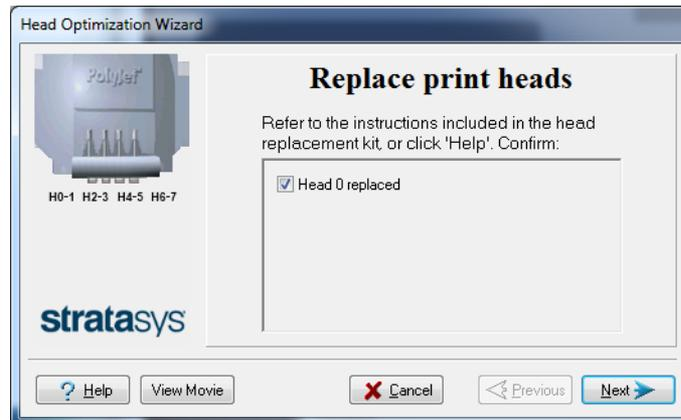 Head Optimization Wizard
PolyJet
H0-1 H2-3 H4-5 H6-7
stratasys
Replace print heads
Refer to the instructions included in the head
replacement kit, or click 'Help'. Confirm:
Head 0 replaced
Help
View Movie
Cancel
Previous
Next